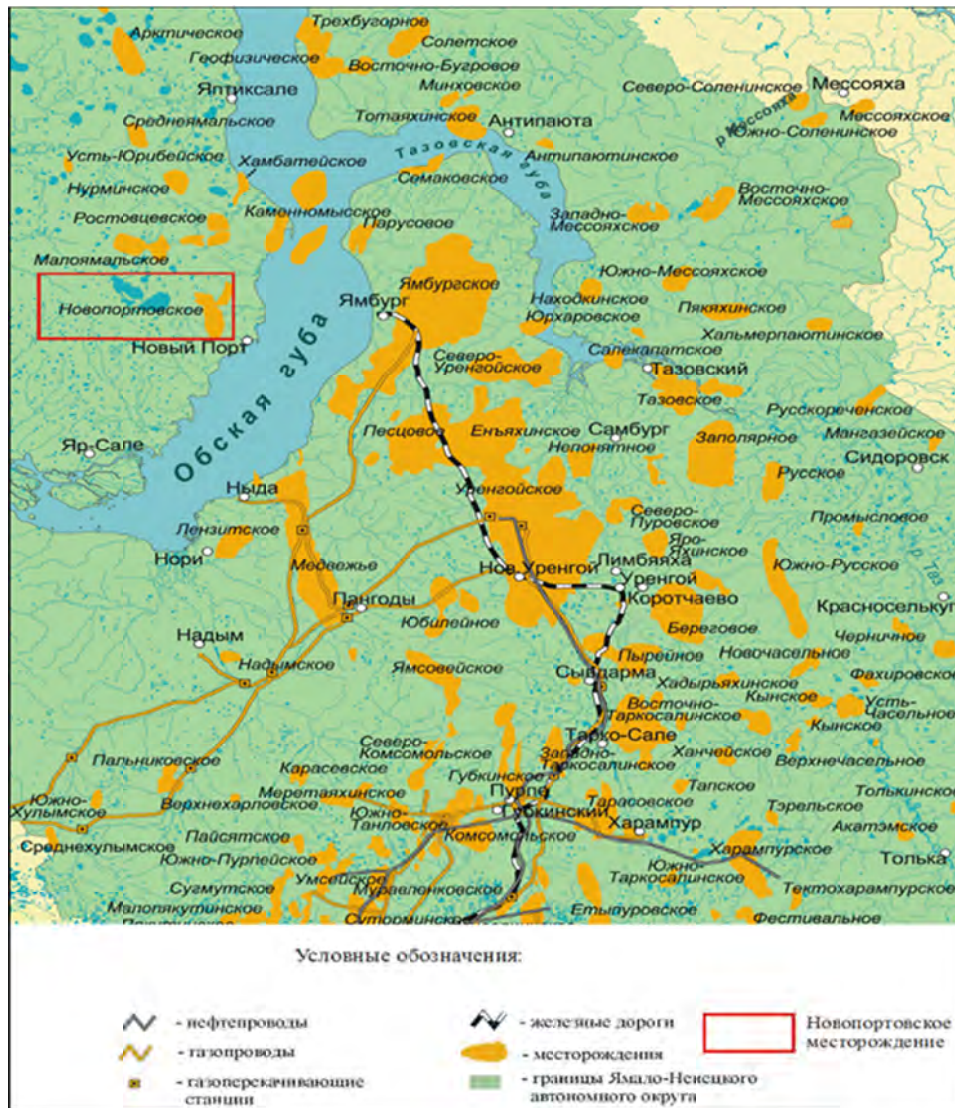 Арктическое
Трехбугорное
Солетское
Геофизическое
Восточно-Бугровое
Яптиксале
Минховское
Северо-Соленинское
Мессояха
Тотаяхинское
Антипаюта
Мессояхское
Среднеямальское
р.Мессояха
Южно-Соленинское
Усть-Юрибейское
Хамбатейское
Тазовская губа
Антипаютинское
Семаковское
Нурминское
Восточно-
Мессояхское
Ростовцевское
Каменномысское
Парусовое
Западно-
Мессояхское
Малоямальское
Ямбургское
Южно-Мессояхское
Новопортовское
Ямбург
Находкинское
Пякяхинское
Юрхаровское
Хальмерпаютинское
Новый Порт
Обская губа
Северо-
Уренгойское
Салекапатское
Тазовский
Тазовское
Русскореченское
Песцовое
Енъяхинское
Самбург
Заполярное
Мангазейское
Яр-Сале
Непонятное
Сидоровск
Русское
Ныда
Уренгойское
Северо-
Пуровское
Промысловое
Лензитское
Яро-
Яхинское
Нори
Медвежье
Нов.Уренгой
Лимбяяха
Уренгой
Южно-Русское
р. Таз
Пангоды
Коротчаево
Красноселькуп
Юбилейное
Береговое
Черничное
Надым
Надымское
Ямсовейское
Пырейное
Новочасельное
Сывдарма
Хадырьяхинское
Фахировское
Кынское
Усть-
Часельное
Восточно-
Таркосалинское
Кынское
Тарко-Сале
Северо-
Комсомольское
Западно-
Таркосалинское
Ханчейское
Верхнечасельное
Пальниковское
Карасевское
Губкинское
Меретаяхинское
Пурпе
Тапское
Толькинское
Южно-
Хулымское
Верхнехарловское
Южно-
Танловское
Губкинский
Тарасовское
Тэрельское
Среднехулымское
Пайсятское
Комсомольское
Харампур
Акатэмское
Южно-Пурпейское
Харампурское
Толька
Умсейское
Южно-
Таркосалинское
Сугмутское
Муравленковское
Тектохарампурское
Малопякутинское
Суторминское
Етыпуровское
Фестивальное
Условные обозначения:
- нефтепроводы
- железные дороги
Новопортовское
месторождение
- газопроводы
- месторождения
- газоперекачивающие
станции
- границы Ямало-Ненецкого
автономного округа